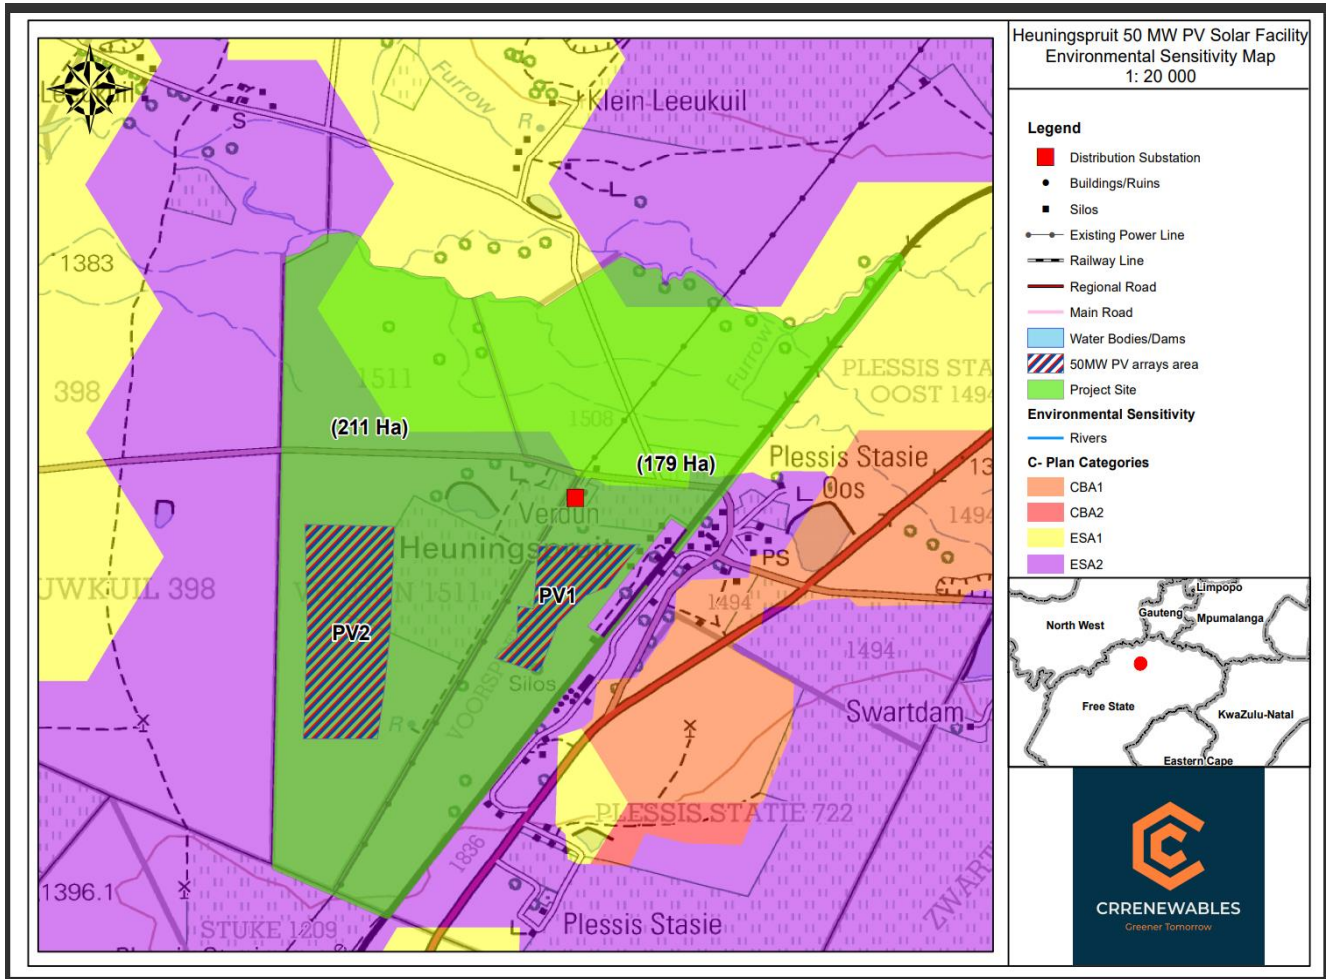 Heuningspruit 50 MW PV Solar Facility
Environmental Sensitivity Map
1: 20 000
Legend
Distribution Substation
Buildings/Ruins
Silos
Existing Power Line
Railway Line
Regional Road
Main Road
Water Bodies/Dams
50MW PV arrays area
Project Site
Environmental Sensitivity
Rivers
C- Plan Categories
CBA1
CBA2
ESA1
ESA2
Limpopo
Gauteng
North West
Mpumalanga
Free State
KwaZulu-Natal
Eastern Cape
CRRENEWABLES
Greener Tomorrow
Furrow
Klein-Leeukuil
R
S
1383
398
1511
1508
Furrow
PLESSIS STA
OOST 1494
(211 Ha)
(179 Ha)
Plessis Stasie
Oos
13
1494
Verdun
Heuningspruit
PS
UWKUIL 398
N 1511
PV1
PV2
1494
1494
Silos
R
Swartdam
PLESSIS STATIE 722
1836
1396.1
STUKE 1209
Plessis Stasie
ZWART